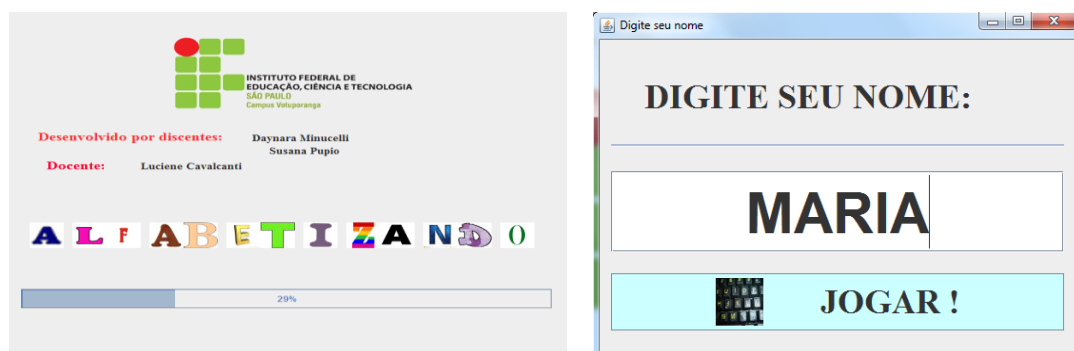 INSTITUTO FEDERAL DE
EDUCAÇÃO, CIÊNCIA E TECNOLOGIA
SÃO PAULO
Campus Votuporanga
Desenvolvido por discentes: Daynara Minucelli
Susana Pupio
Docente: Luciene Cavalcanti
ALFABETIZANDO
29%
Digite seu nome
DIGITE SEU NOME:
MARIA
JOGAR !